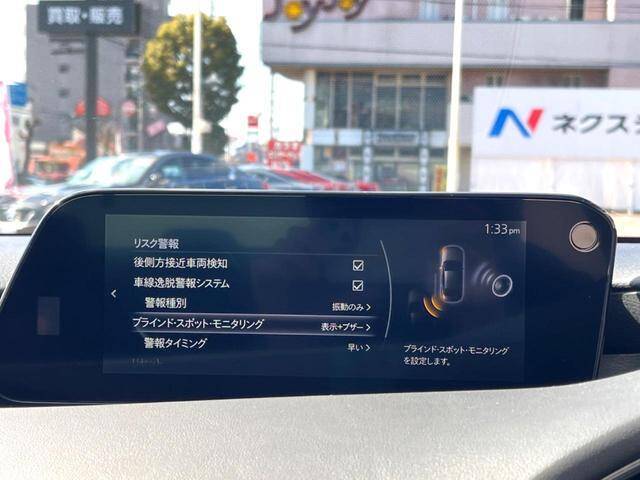 買取・販売
JoyJoy
ネクステ
1:33pm
リスク警報
後側方接近車両検知
車線逸脱警報システム
警報種別
振動のみ
ブラインド・スポット・モニタリング
表示+ブザー
警報タイミング
早い
ブラインド・スポット・モニタリング
を設定します。